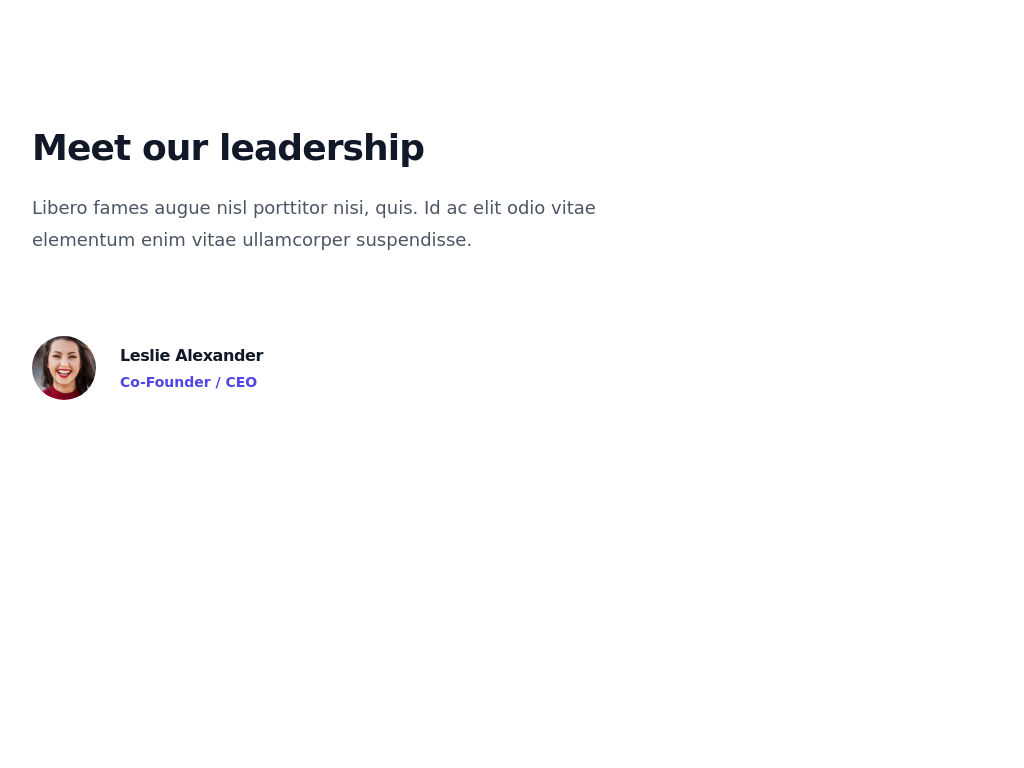 Meet our leadership
Libero fames augue nisl porttitor nisi, quis. Id ac elit odio vitae
elementum enim vitae ullamcorper suspendisse.
Leslie Alexander
Co-Founder / CEO